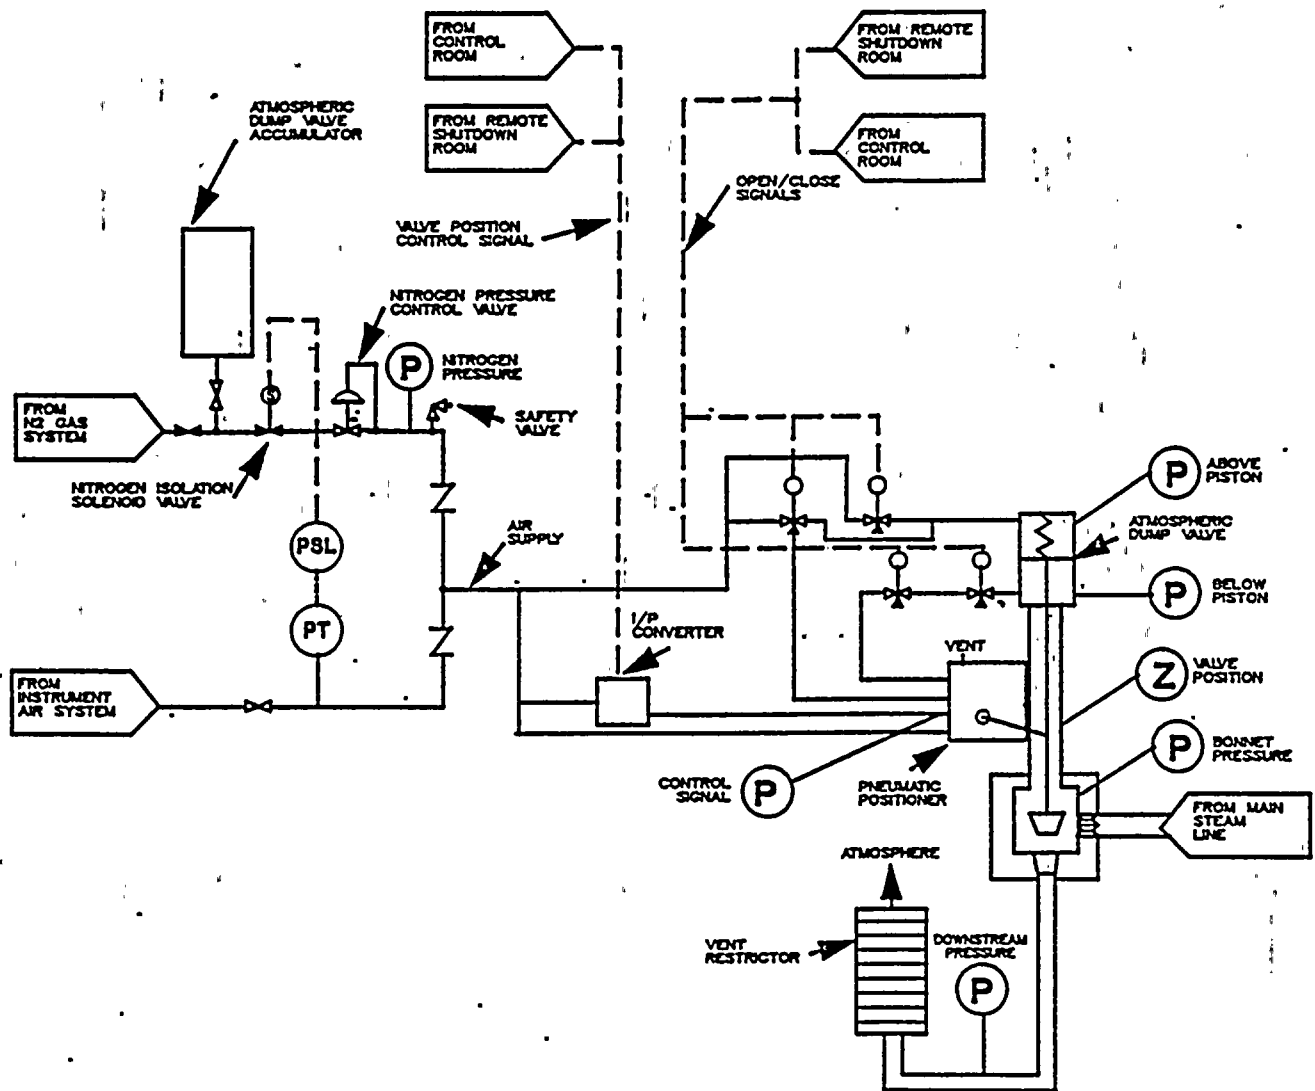 FROM
CONTROL
ROOM
FROM REMOTE
SHUTDOWN
ROOM
ATMOSPHERIC
DUMP VALVE
ACCUMULATOR
FROM REMOTE
SHUTDOWN
ROOM
FROM
CONTROL
ROOM
OPEN/CLOSE
SIGNALS
VALVE POSITION
CONTROL SIGNAL
NITROGEN PRESSURE
CONTROL VALVE
P
NITROGEN
PRESSURE
S
FROM
N2 GAS
SYSTEM
SAFETY
VALVE
NITROGEN ISOLATION
SOLENOID VALVE
P
ABOVE
PISTON
ATMOSPHERIC
DUMP VALVE
AIR
SUPPLY
PSL
P
BELOW
PISTON
PT
I/P
CONVERTER
VENT
Z
VALVE
POSITION
FROM
INSTRUMENT
AIR SYSTEM
P
BONNET
PRESSURE
CONTROL
SIGNAL
P
PNEUMATIC
POSITIONER
FROM MAIN
STEAM
LINE
ATMOSPHERE
VENT
RESTRICTOR
DOWNSTREAM
PRESSURE
P